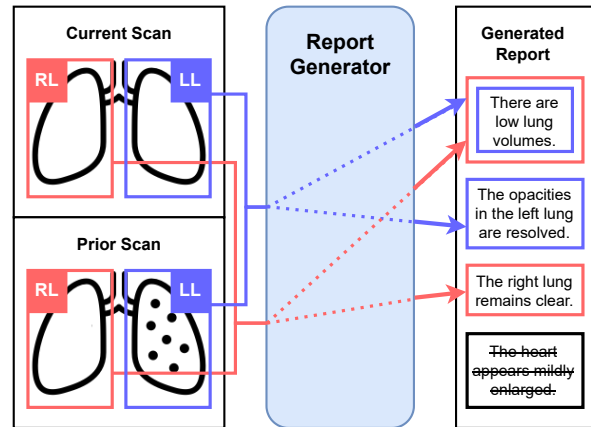 Current Scan
RL
LL
Prior Scan
RL
LL
Report
Generator
Generated
Report
There are
low lung
volumes.
The opacities
in the left lung
are resolved.
The right lung
remains clear.
The heart
appears mildly
enlarged.